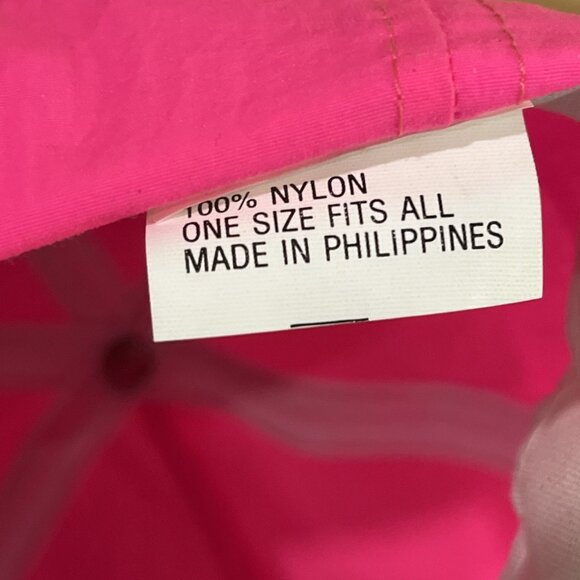 100% NYLON
ONE SIZE FITS ALL
MADE IN PHILIPPINES